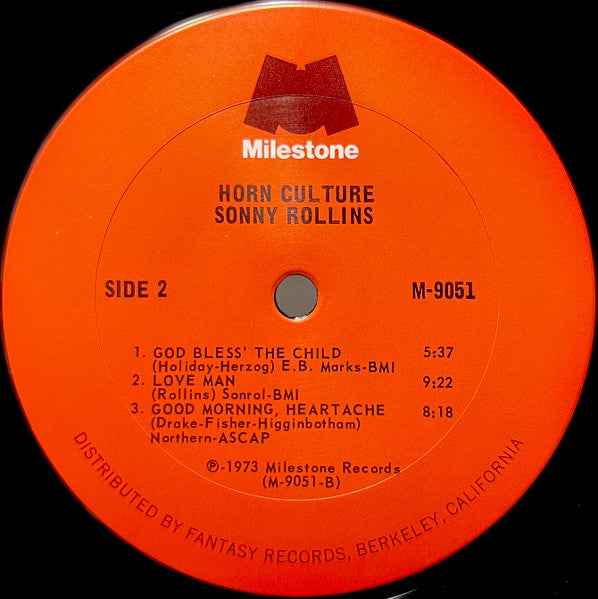 Milestone
HORN CULTURE
SONNY ROLLINS
SIDE 2
M-9051
1. GOD BLESS' THE CHILD 5:37
(Holiday-Herzog) E.B. Marks-BMI
2. LOVE MAN 9:22
(Rollins) Sonrol-BMI
3. GOOD MORNING, HEARTACHE 8:18
(Drake-Fisher-Higginbotham)
Northern-ASCAP
℗-1973 Milestone Records
(M-9051-B)
DISTRIBUTED BY FANTASY RECORDS, BERKELEY, CALIFORNIA